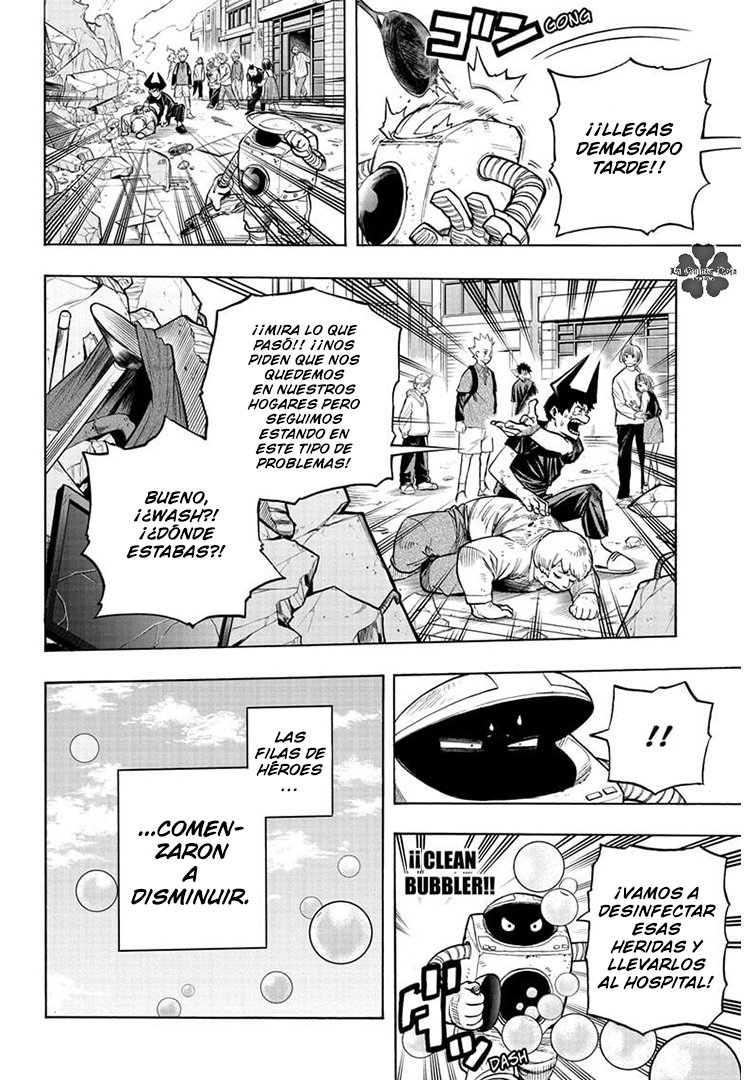 ¡¡LLEGAS
DEMASIADO
TARDE!!
ゴン
GONG
¡¡MIRA LO QUE
PASÓ!! ¡¡NOS
PIDEN QUE NOS
QUEDEMOS
EN NUESTROS
HOGARES PERO
SEGUIMOS
ESTANDO EN
ESTE TIPO DE
PROBLEMAS!
BUENO,
¡¿WASH?!
¡¿DÓNDE
ESTABAS?!
!!
¡VAMOS A
DESINFECTAR
ESAS
HERIDAS Y
LLEVARLOS
AL HOSPITAL!
¡¡CLEAN
BUBBLER!!
ダッ
DASH
LAS
FILAS DE
HÉROES
...
...COMEN-
ZARON
A
DISMINUIR.